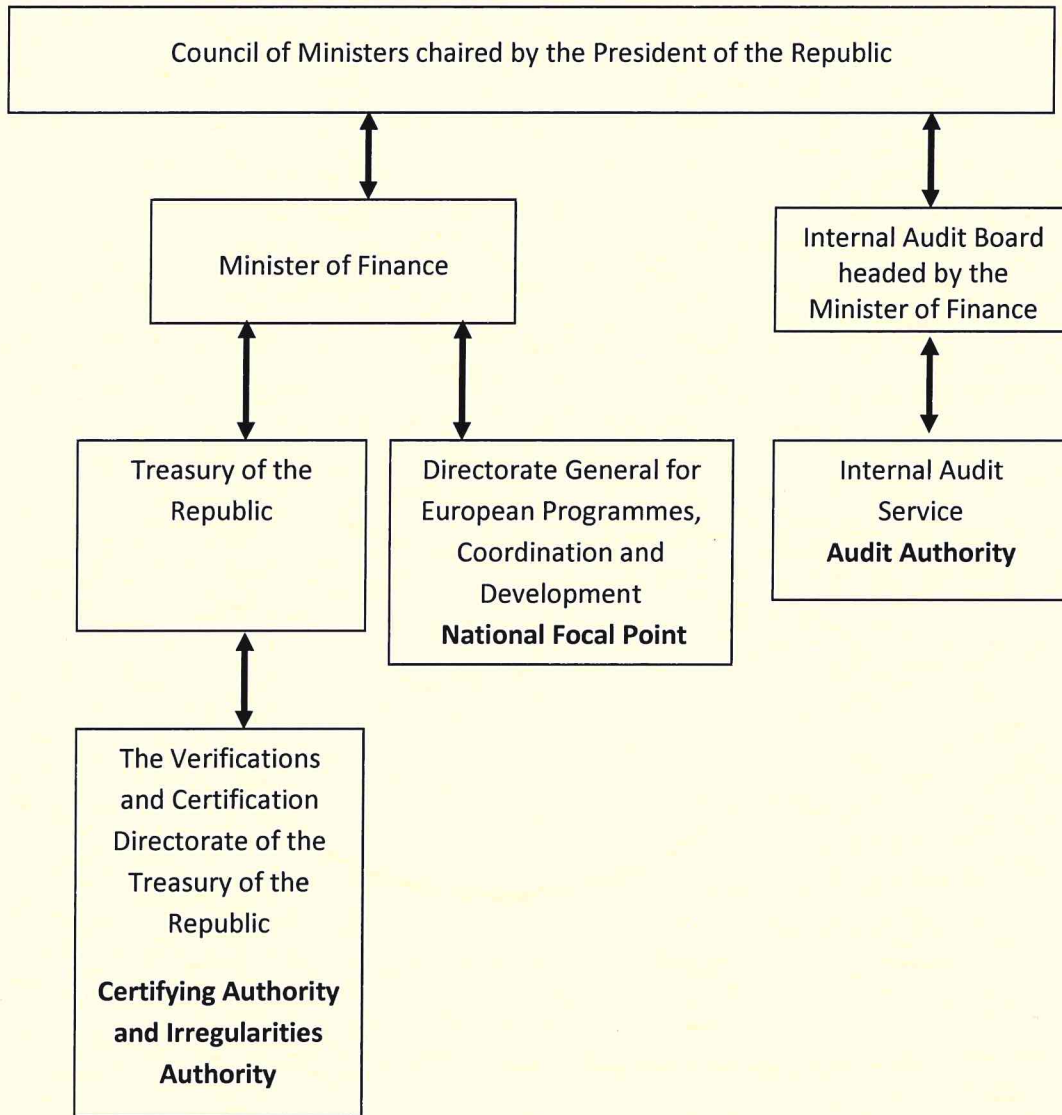 Council of Ministers chaired by the President of the Republic
Minister of Finance
Internal Audit Board
headed by the
Minister of Finance
Treasury of the
Republic
Directorate General for
European Programmes,
Coordination and
Development
National Focal Point
Internal Audit
Service
Audit Authority
The Verifications
and Certification
Directorate of the
Treasury of the
Republic
Certifying Authority
and Irregularities
Authority